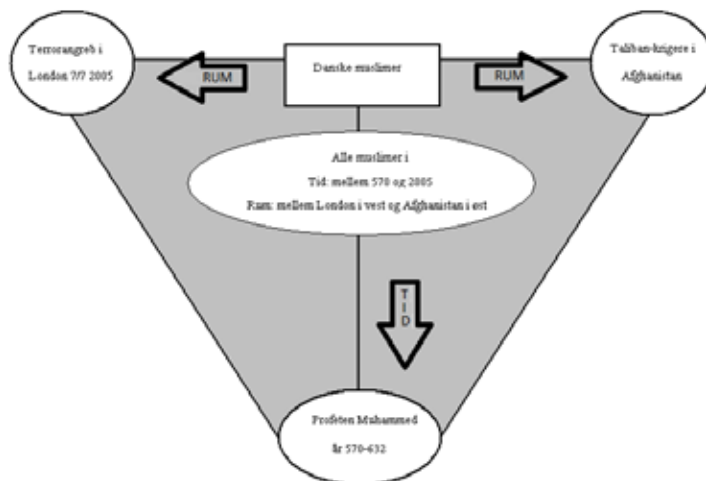 Terrorangreb i
London 7/7 2005
RUM
Danske muslimer
RUM
Taliban-krigere i
Afghanistan
Alle muslimer i
Tid: mellem 570 og 2005
Rum: mellem London i vest og Afghanistan i øst
TID
Profeten Muhammed
år 570-632